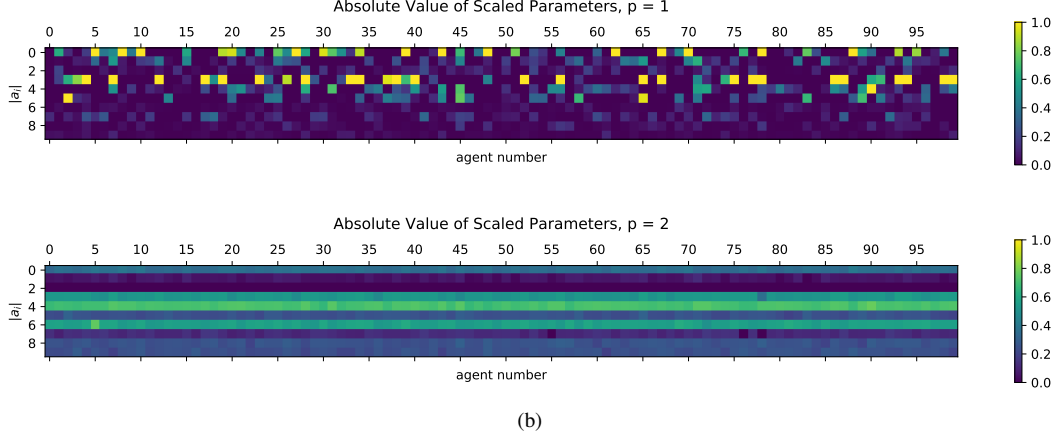 Absolute Value of Scaled Parameters, p = 1
0 5 10 15 20 25 30 35 40 45 50 55 60 65 70 75 80 85 90 95
|a_i|
0
2
4
6
8
agent number
1.0
0.8
0.6
0.4
0.2
0.0
Absolute Value of Scaled Parameters, p = 2
0 5 10 15 20 25 30 35 40 45 50 55 60 65 70 75 80 85 90 95
|a_i|
0
2
4
6
8
agent number
1.0
0.8
0.6
0.4
0.2
0.0
(b)